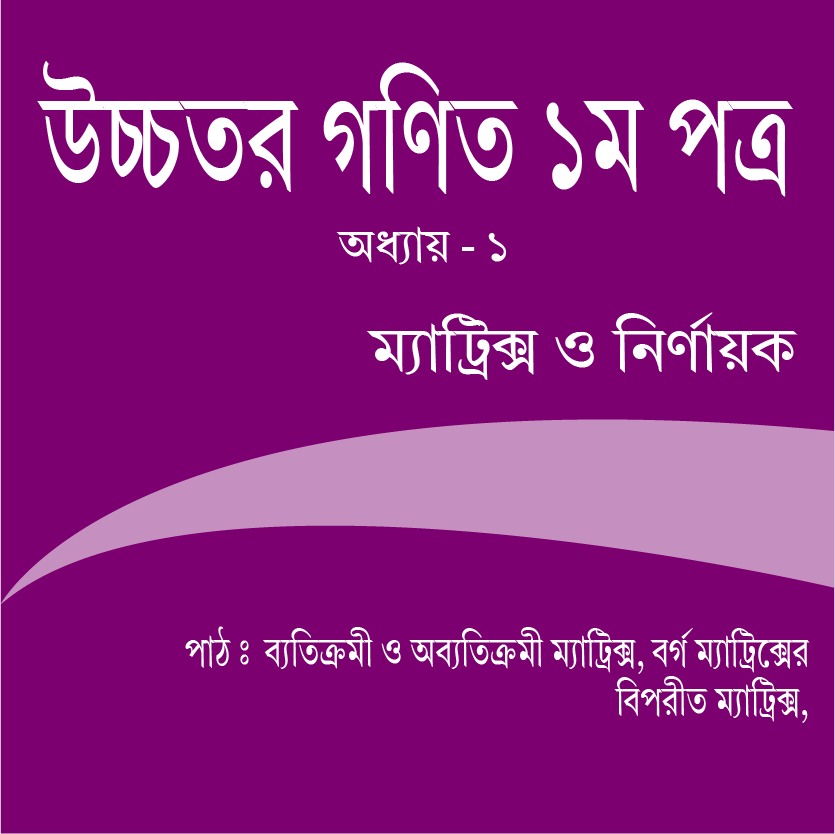 উচ্চতর গণিত ১ম পত্র
অধ্যায় - ১
ম্যাট্রিক্স ও নির্ণায়ক
পাঠ ঃ ব্যতিক্রমী ও অব্যতিক্রমী ম্যাট্রিক্স, বর্গ ম্যাট্রিক্সের
বিপরীত ম্যাট্রিক্স,